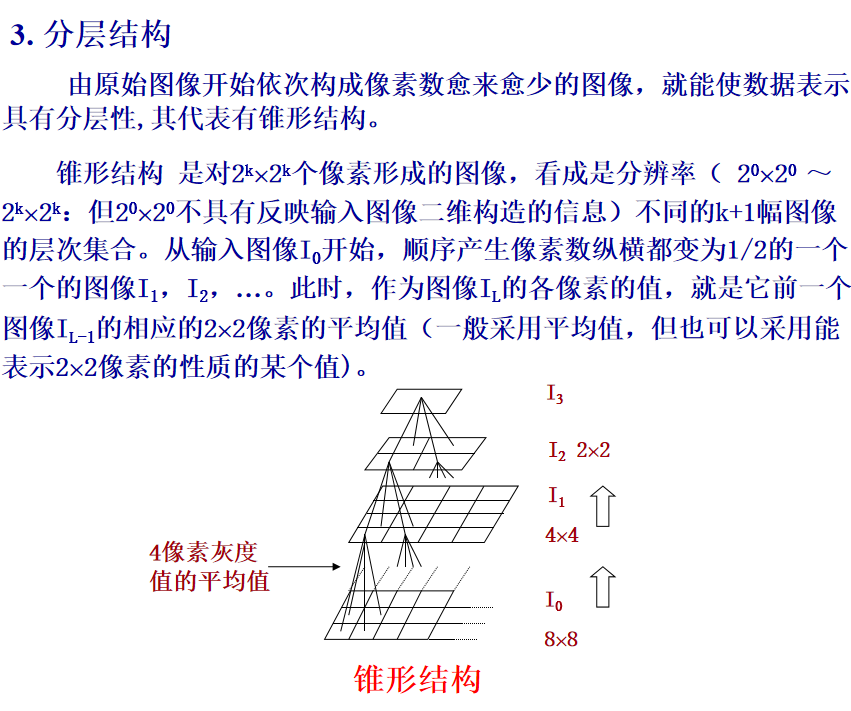 3. 分层结构
由原始图像开始依次构成像素数愈来愈少的图像，就能使数据表示
具有分层性,其代表有锥形结构。
锥形结构 是对2ᵏ×2ᵏ个像素形成的图像，看成是分辨率（ 2⁰×2⁰ ～
2ᵏ×2ᵏ：但2⁰×2⁰不具有反映输入图像二维构造的信息）不同的k+1幅图像
的层次集合。从输入图像I₀开始，顺序产生像素数纵横都变为1/2的一个
一个的图像I₁，I₂，…。此时，作为图像I_L的各像素的值，就是它前一个
图像I_L-1的相应的2×2像素的平均值（一般采用平均值，但也可以采用能
表示2×2像素的性质的某个值)。
I₃
I₂ 2×2
I₁
4×4
4像素灰度
值的平均值
I₀
8×8
锥形结构